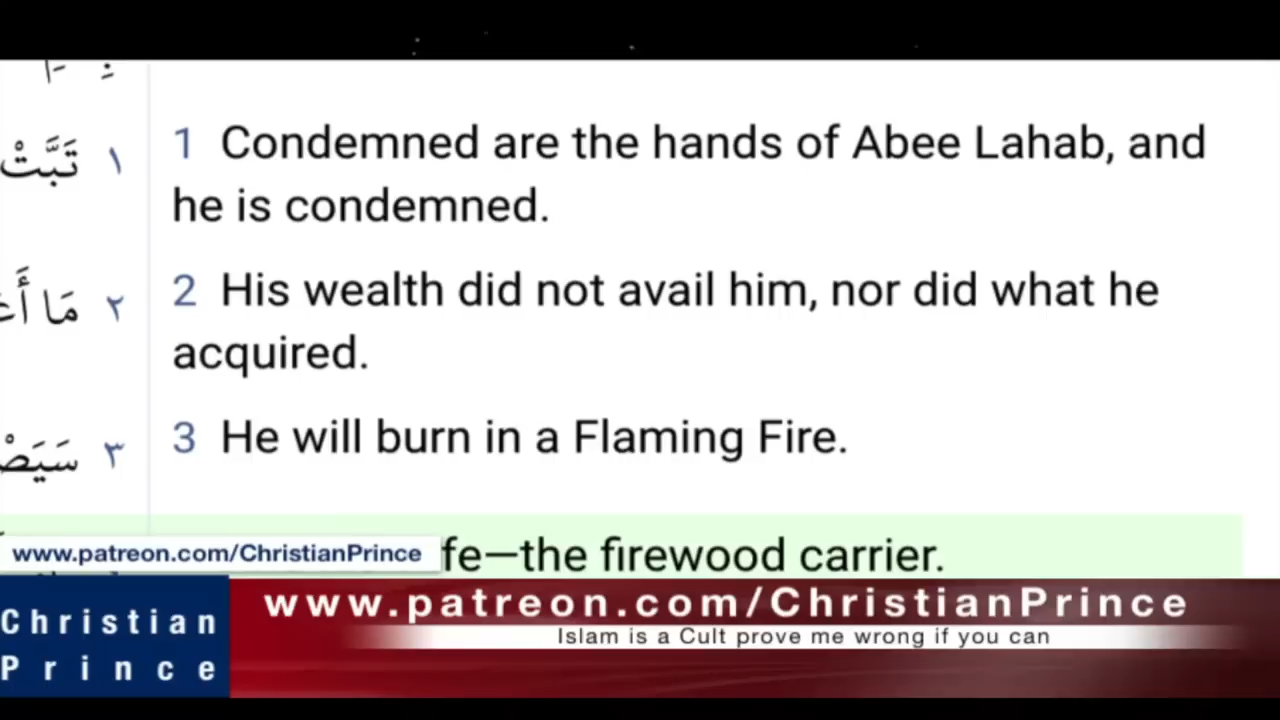 ١ تَبَّتْ
1 Condemned are the hands of Abee Lahab, and
he is condemned.
٢ مَا
2 His wealth did not avail him, nor did what he
acquired.
٣
3 He will burn in a Flaming Fire.
the firewood carrier.
www.patreon.com/ChristianPrince
www.patreon.com/ChristianPrince
Islam is a Cult prove me wrong if you can
Christian
Prince